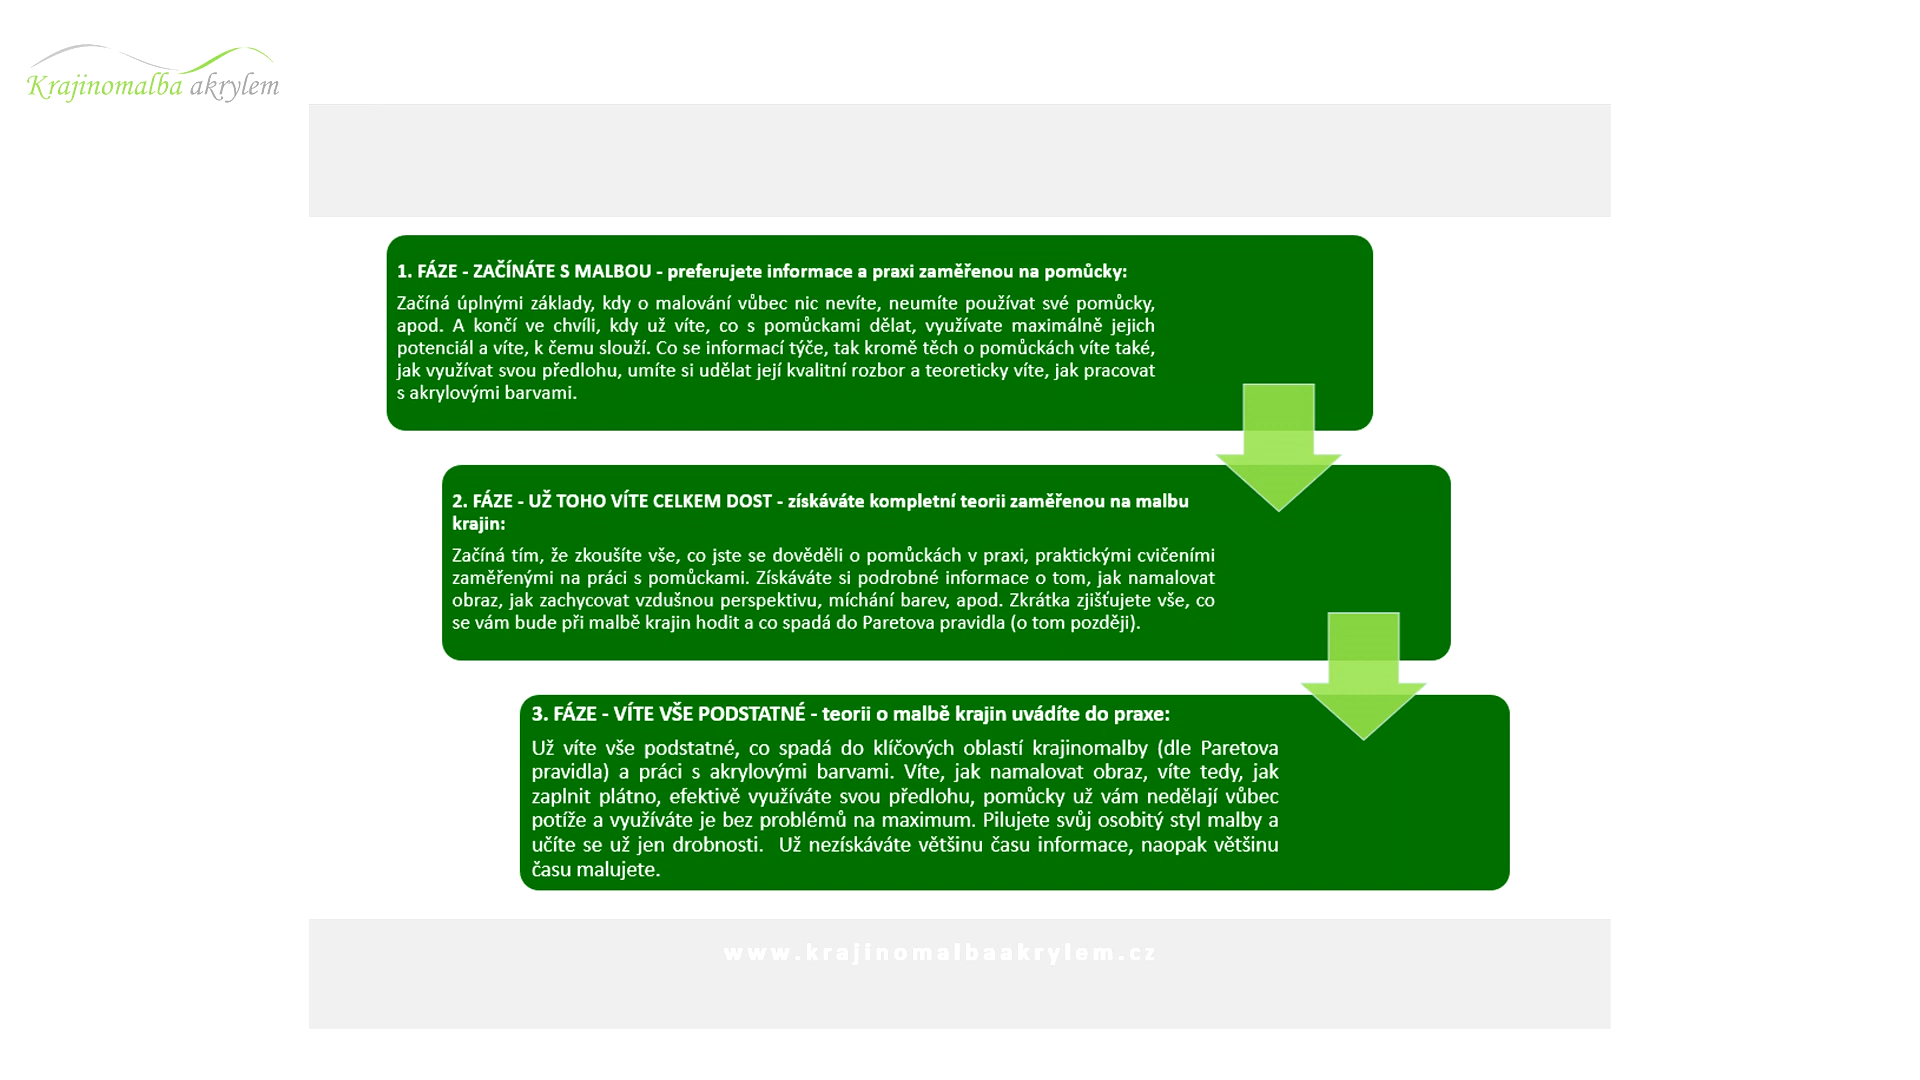 Krajinomalba akrylem
1. FÁZE - ZAČÍNÁTE S MALBOU - preferujete informace a praxi zaměřenou na pomůcky:
Začíná úplnými základy, kdy o malování vůbec nic nevíte, neumíte používat své pomůcky,
apod. A končí ve chvíli, kdy už víte, co s pomůckami dělat, využívate maximálně jejich
potenciál a víte, k čemu slouží. Co se informací týče, tak kromě těch o pomůckách víte také,
jak využívat svou předlohu, umíte si udělat její kvalitní rozbor a teoreticky víte, jak pracovat
s akrylovými barvami.
2. FÁZE - UŽ TOHO VÍTE CELKEM DOST - získáváte kompletní teorii zaměřenou na malbu
krajin:
Začíná tím, že zkoušíte vše, co jste se dověděli o pomůckách v praxi, praktickými cvičeními
zaměřenými na práci s pomůckami. Získáváte si podrobné informace o tom, jak namalovat
obraz, jak zachycovat vzdušnou perspektivu, míchání barev, apod. Zkrátka zjišťujete vše, co
se vám bude při malbě krajin hodit a co spadá do Paretova pravidla (o tom později).
3. FÁZE - VÍTE VŠE PODSTATNÉ - teorii o malbě krajin uvádíte do praxe:
Už víte vše podstatné, co spadá do klíčových oblastí krajinomalby (dle Paretova
pravidla) a práci s akrylovými barvami. Víte, jak namalovat obraz, víte tedy, jak
zaplnit plátno, efektivě využíváte svou předlohu, pomůcky už vám nedělají vůbec
potíže a využíváte je bez problémů na maximum. Pilujete svůj osobitý styl malby a
učíte se už jen drobnosti.  Už nezískáváte většinu času informace, naopak většinu
času malujete.
www.krajinomalbaakrylem.cz